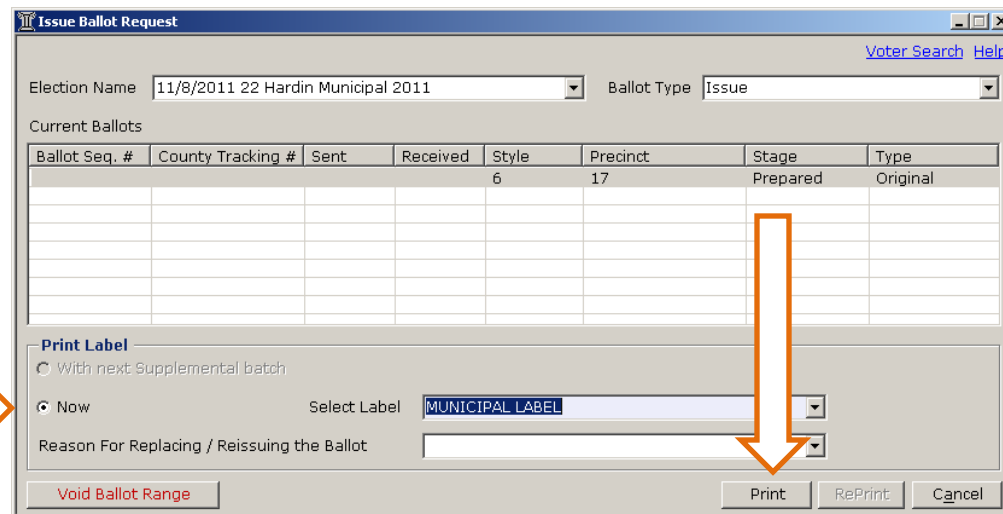 Issue Ballot Request
Voter Search Help
Election Name 11/8/2011 22 Hardin Municipal 2011 Ballot Type Issue
Current Ballots
Ballot Seq. # County Tracking # Sent Received Style Precinct Stage Type
6 17 Prepared Original
Print Label
With next Supplemental batch
Now Select Label MUNICIPAL LABEL
Reason For Replacing / Reissuing the Ballot
Void Ballot Range Print RePrint Cancel